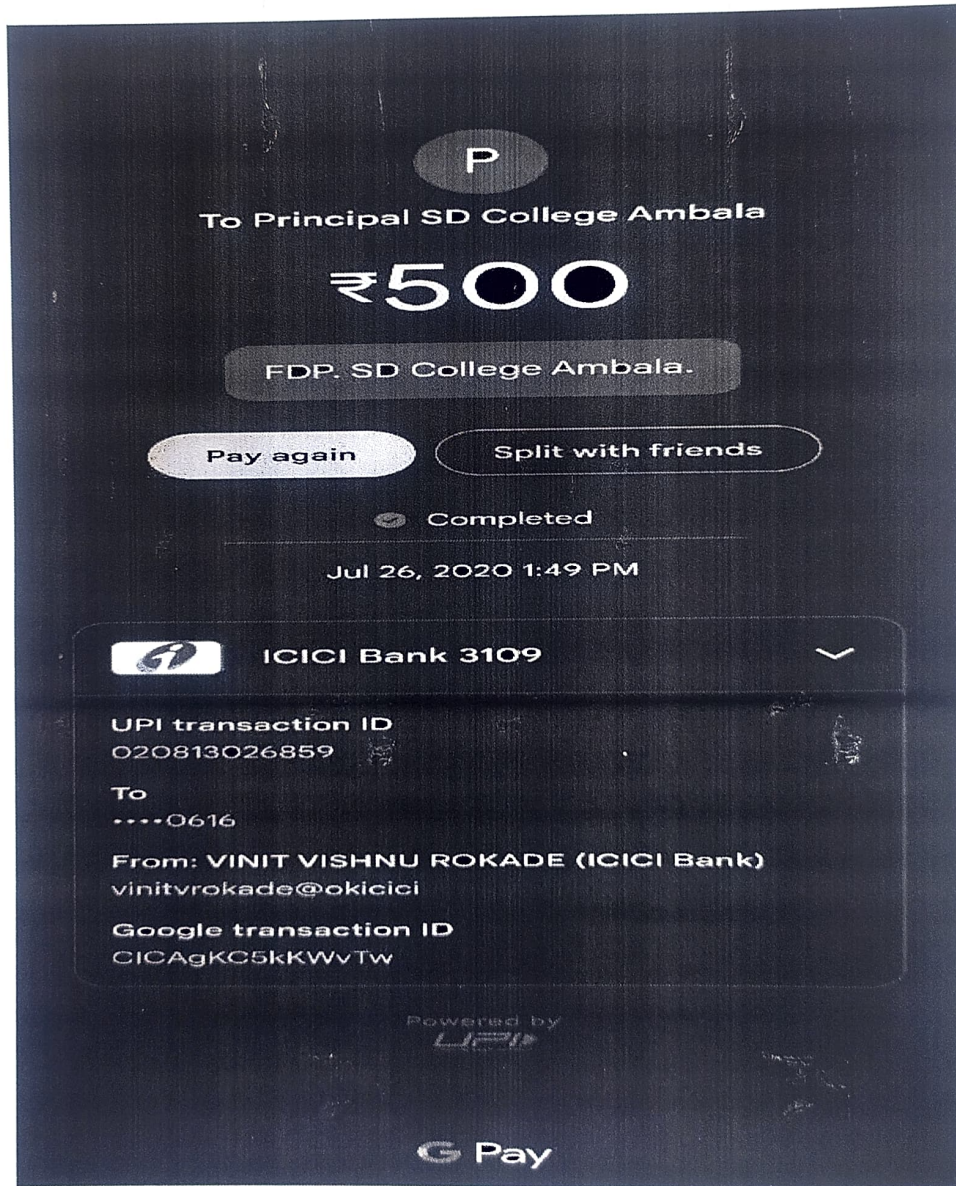 P
To Principal SD College Ambala
₹500
FDP. SD College Ambala.
Pay again
Split with friends
Completed
Jul 26, 2020 1:49 PM
ICICI Bank 3109
UPI transaction ID
020813026859
To
••••0616
From: VINIT VISHNU ROKADE (ICICI Bank)
vinitvrokade@okicici
Google transaction ID
CICAgKC5kKWvTw
Powered by
UPI
G Pay